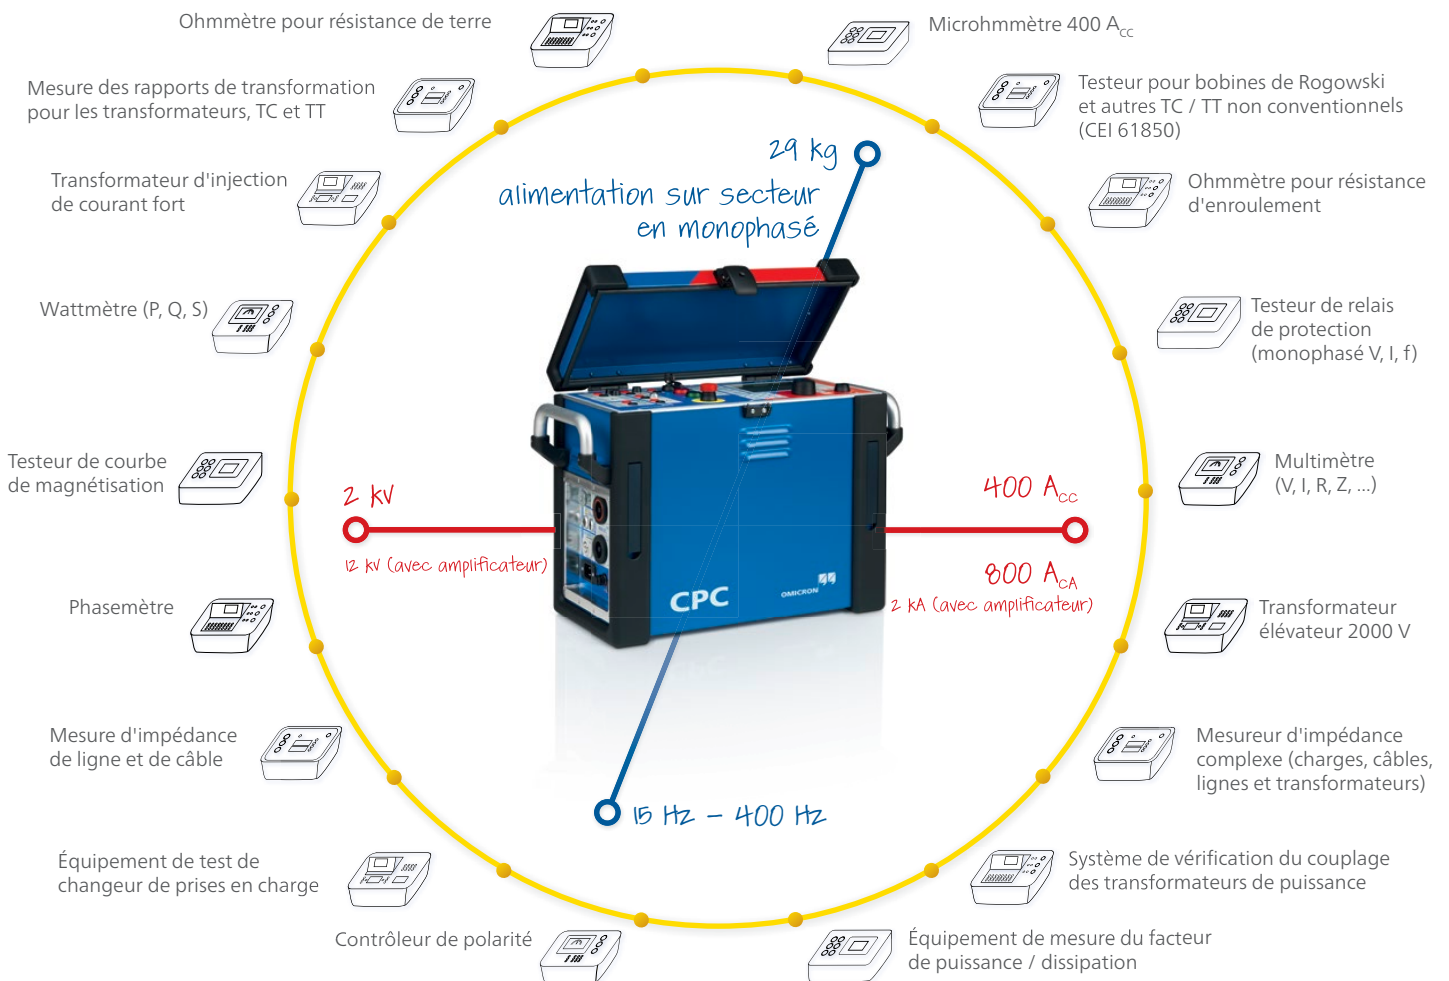 Ohmmètre pour résistance de terre
Microhmmètre 400 A_CC
Mesure des rapports de transformation
pour les transformateurs, TC et TT
Testeur pour bobines de Rogowski
et autres TC / TT non conventionnels
(CEI 61850)
29 kg
alimentation sur secteur
en monophasé
Transformateur d'injection
de courant fort
Ohmmètre pour résistance
d'enroulement
Wattmètre (P, Q, S)
Testeur de relais
de protection
(monophasé V, I, f)
Testeur de courbe
de magnétisation
2 kV
12 kV (avec amplificateur)
400 A_CC
800 A_CA
2 kA (avec amplificateur)
Multimètre
(V, I, R, Z, ...)
CPC
OMICRON
Phasemètre
Transformateur
élévateur 2000 V
Mesure d'impédance
de ligne et de câble
Mesureur d'impédance
complexe (charges, câbles,
lignes et transformateurs)
15 Hz – 400 Hz
Équipement de test de
changeur de prises en charge
Système de vérification du couplage
des transformateurs de puissance
Contrôleur de polarité
Équipement de mesure du facteur
de puissance / dissipation